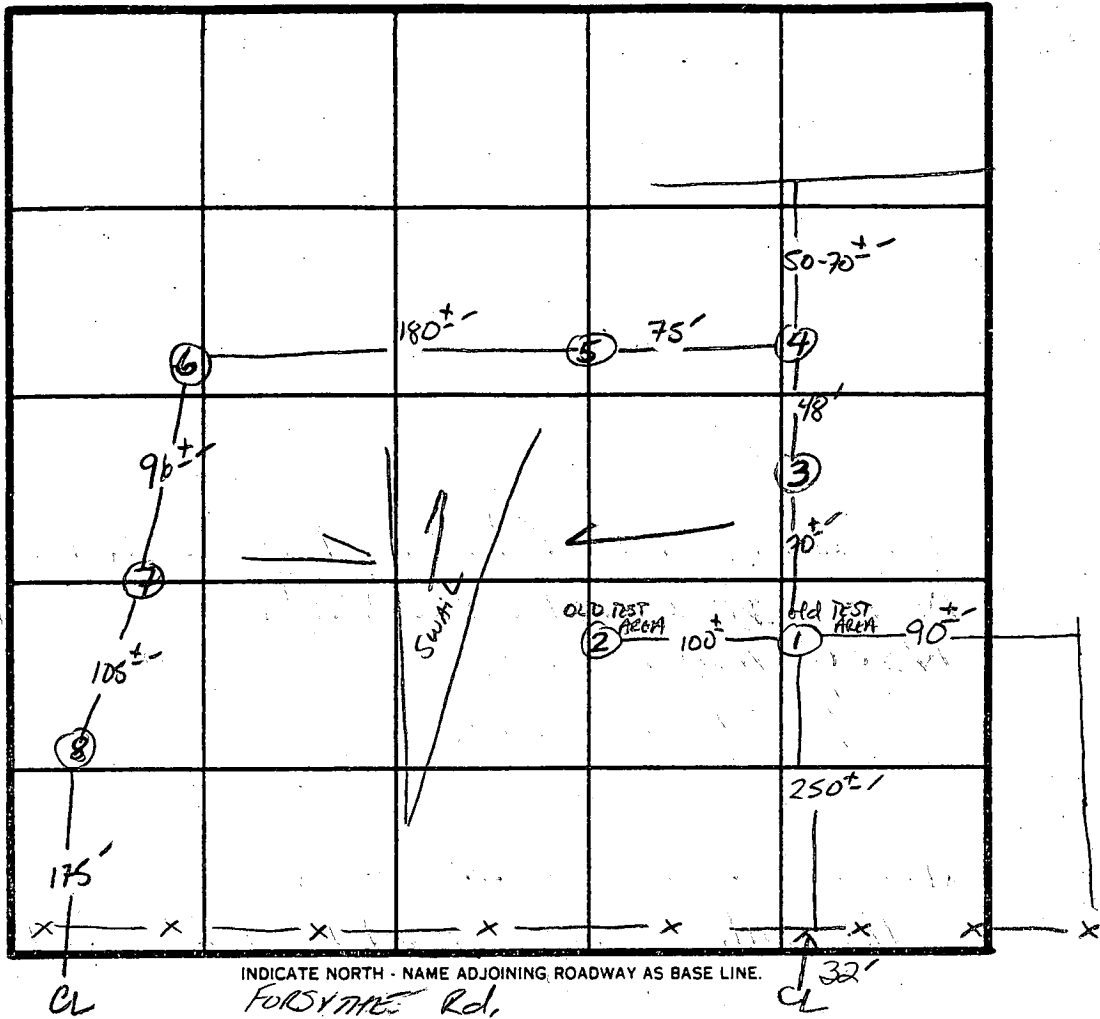 50-70±'
180±'
75'
4
5
6
48'
96±'
3
70±'
SWAIL
7
OLD TEST
AREA
old TEST
AREA
2
100±
1
90±'
105±'
8
250±'
175'
x x x x x x x x
INDICATE NORTH - NAME ADJOINING ROADWAY AS BASE LINE.
32'
CL
FORSYTHE Rd.
CL